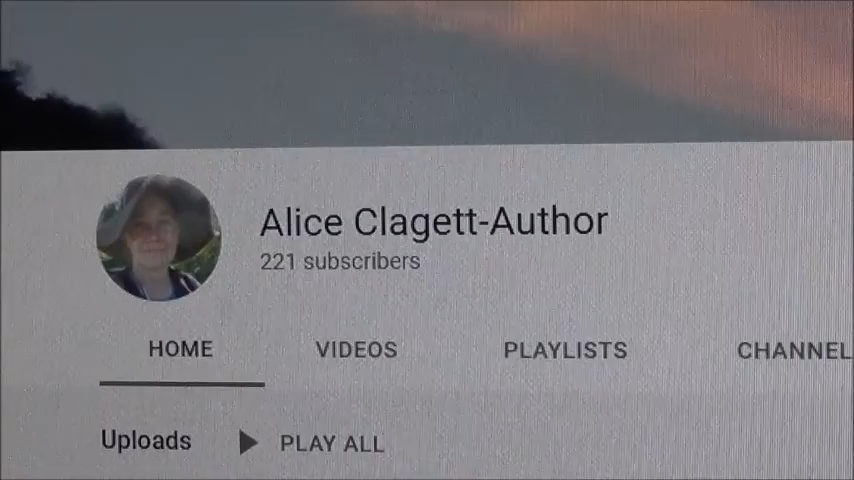 Alice Clagett-Author
221 subscribers
HOME VIDEOS PLAYLISTS CHANNEL
Uploads PLAY ALL